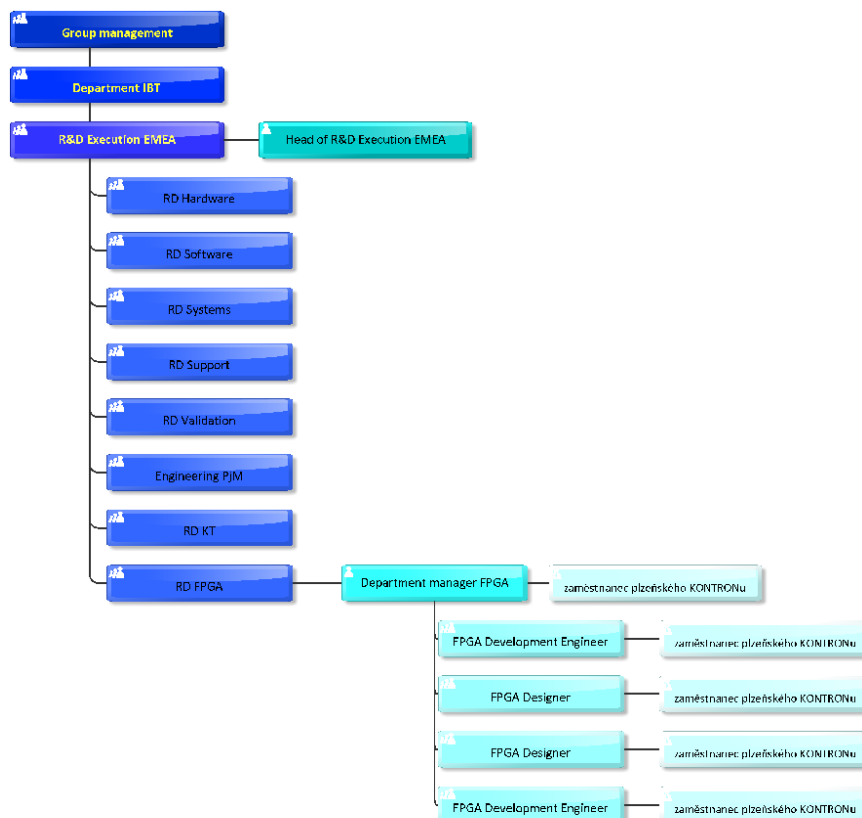 Group management
Department IBT
R&D Execution EMEA
Head of R&D Execution EMEA
RD Hardware
RD Software
RD Systems
RD Support
RD Validation
Engineering PjM
RD KT
RD FPGA
Department manager FPGA
zaměstnanec plzeňského KONTRONu
FPGA Development Engineer
zaměstnanec plzeňského KONTRONu
FPGA Designer
zaměstnanec plzeňského KONTRONu
FPGA Designer
zaměstnanec plzeňského KONTRONu
FPGA Development Engineer
zaměstnanec plzeňského KONTRONu